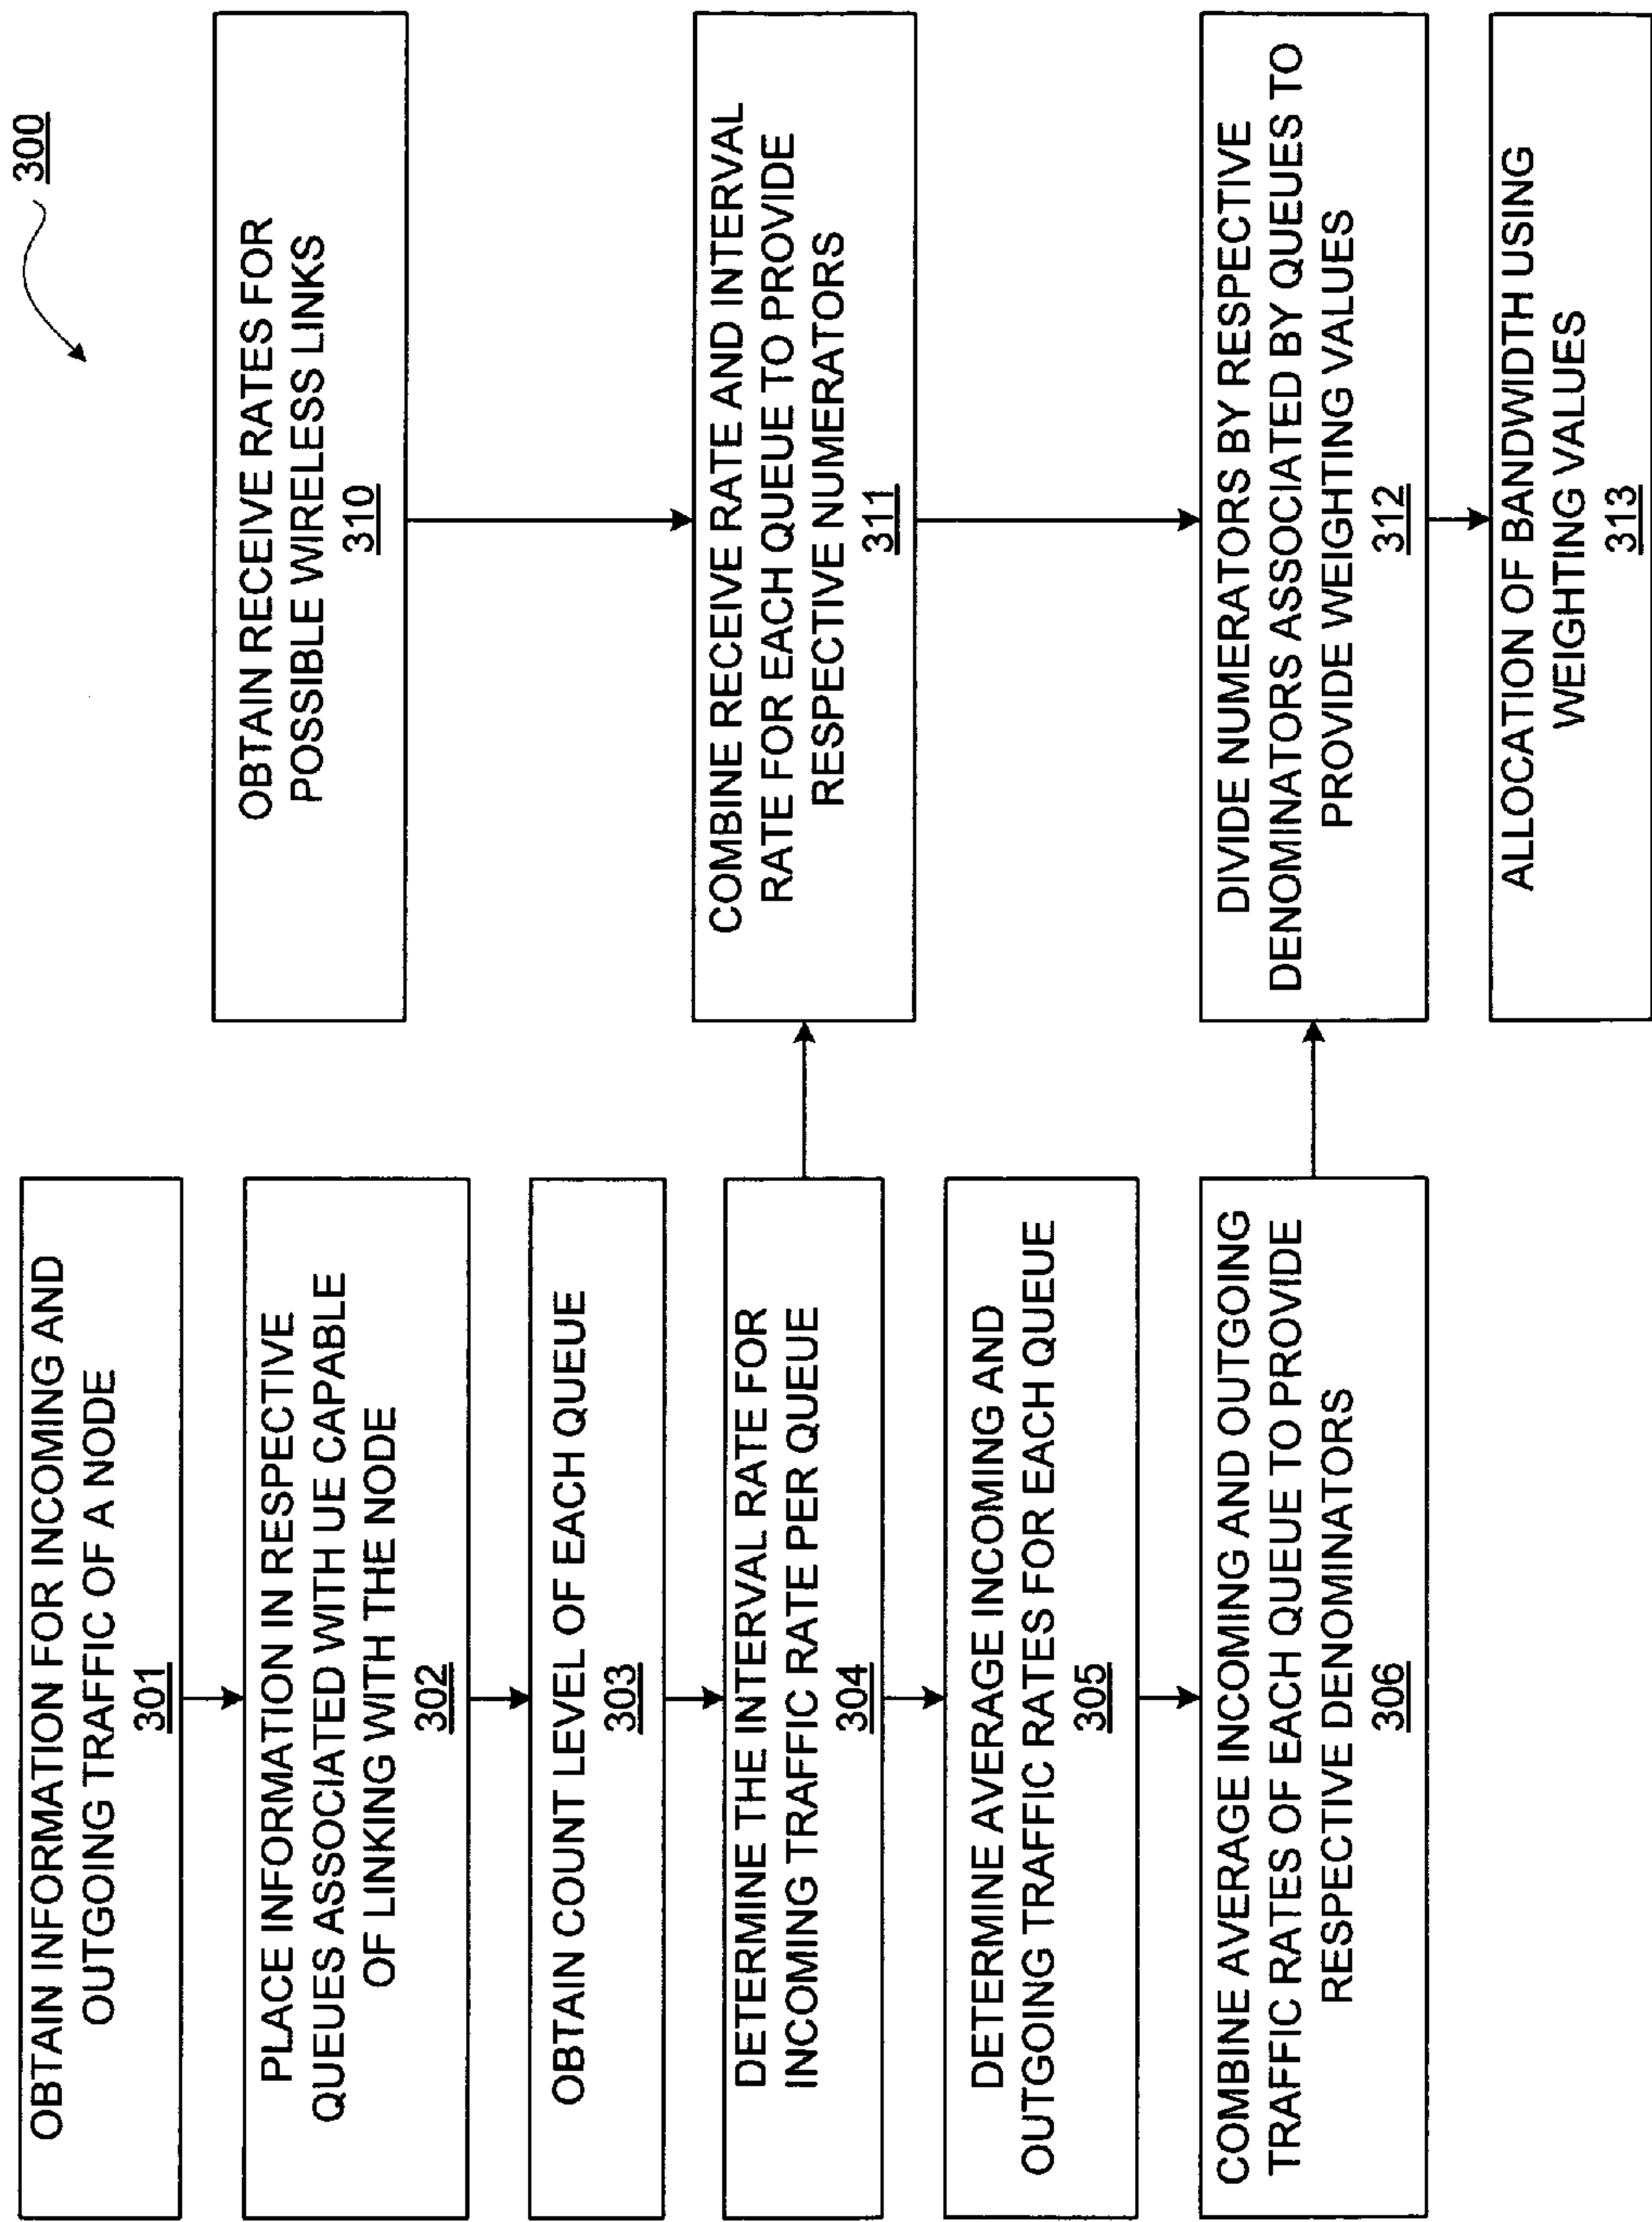 300
OBTAIN INFORMATION FOR INCOMING AND
OUTGOING TRAFFIC OF A NODE
301
PLACE INFORMATION IN RESPECTIVE
QUEUES ASSOCIATED WITH UE CAPABLE
OF LINKING WITH THE NODE
302
OBTAIN COUNT LEVEL OF EACH QUEUE
303
DETERMINE THE INTERVAL RATE FOR
INCOMING TRAFFIC RATE PER QUEUE
304
DETERMINE AVERAGE INCOMING AND
OUTGOING TRAFFIC RATES FOR EACH QUEUE
305
COMBINE AVERAGE INCOMING AND OUTGOING
TRAFFIC RATES OF EACH QUEUE TO PROVIDE
RESPECTIVE DENOMINATORS
306
OBTAIN RECEIVE RATES FOR
POSSIBLE WIRELESS LINKS
310
COMBINE RECEIVE RATE AND INTERVAL
RATE FOR EACH QUEUE TO PROVIDE
RESPECTIVE NUMERATORS
311
DIVIDE NUMERATORS BY RESPECTIVE
DENOMINATORS ASSOCIATED BY QUEUES TO
PROVIDE WEIGHTING VALUES
312
ALLOCATION OF BANDWIDTH USING
WEIGHTING VALUES
313